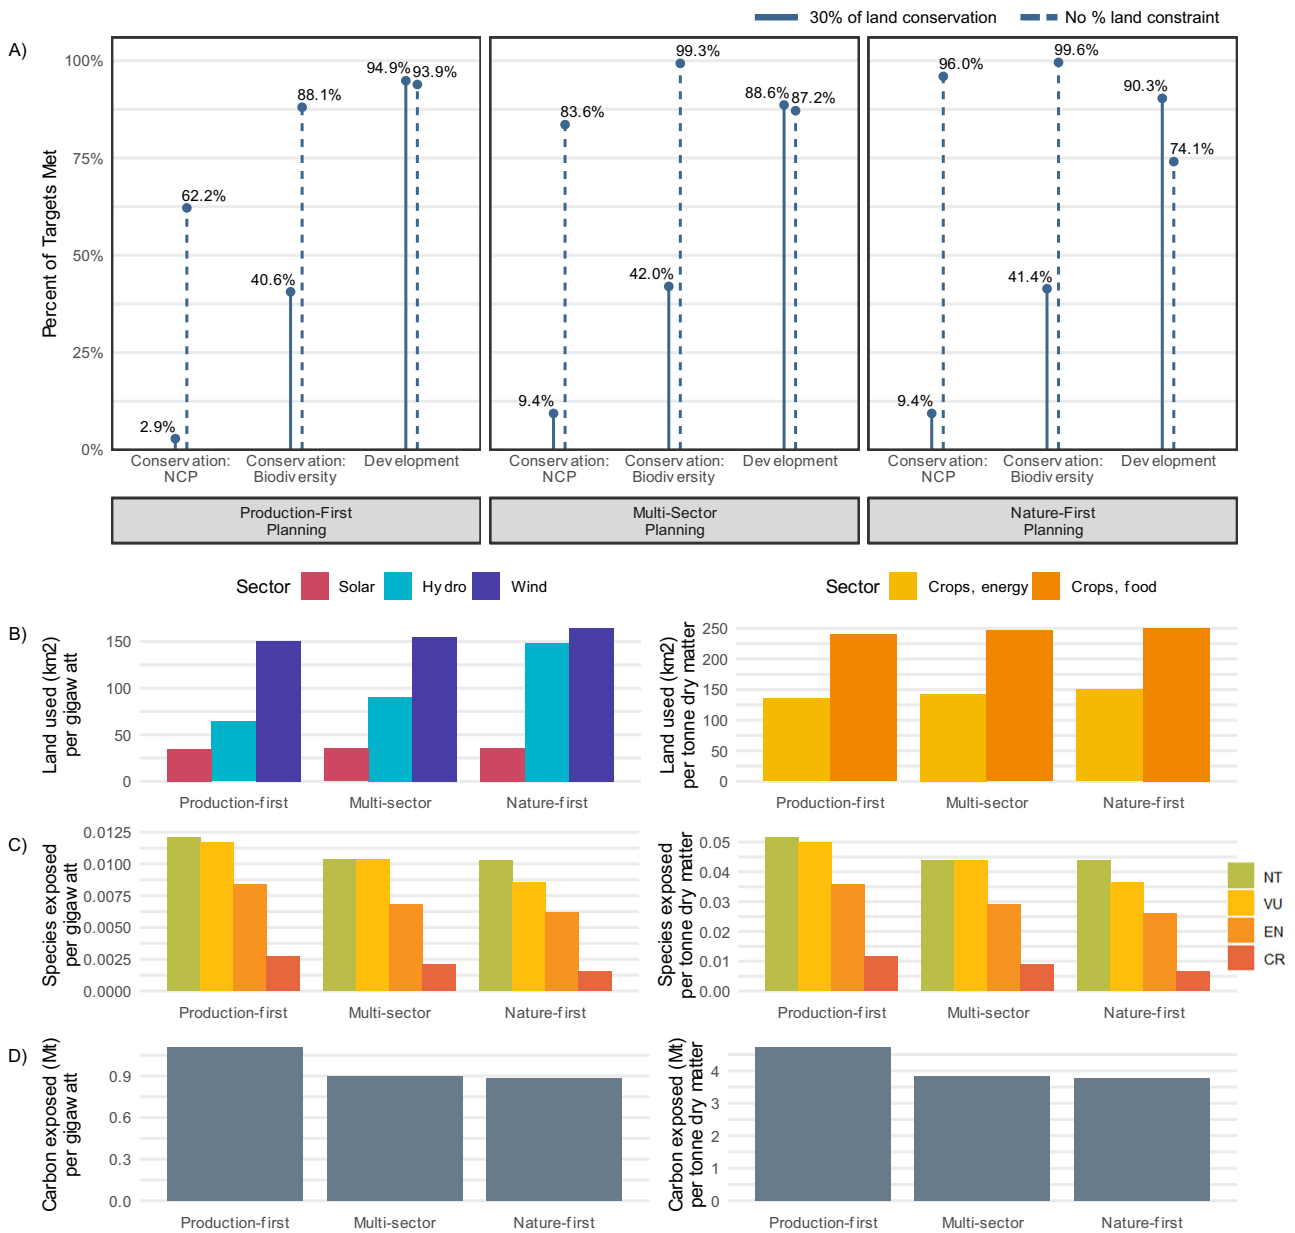 30% of land conservation
No % land constraint
A)
Percent of Targets Met
100%
75%
50%
25%
0%
2.9%
62.2%
40.6%
88.1%
94.9%
93.9%
9.4%
83.6%
42.0%
99.3%
88.6%
87.2%
9.4%
96.0%
41.4%
99.6%
90.3%
74.1%
Conservation:
NCP
Conservation:
Biodiversity
Development
Conservation:
NCP
Conservation:
Biodiversity
Development
Conservation:
NCP
Conservation:
Biodiversity
Development
Production-First
Planning
Multi-Sector
Planning
Nature-First
Planning
Sector
Solar
Hydro
Wind
Sector
Crops, energy
Crops, food
B)
Land used (km2)
per gigawatt
150
100
50
0
Production-first
Multi-sector
Nature-first
Land used (km2)
per tonne dry matter
250
200
150
100
50
0
Production-first
Multi-sector
Nature-first
C)
Species exposed
per gigawatt
0.0125
0.0100
0.0075
0.0050
0.0025
0.0000
Production-first
Multi-sector
Nature-first
Species exposed
per tonne dry matter
0.05
0.04
0.03
0.02
0.01
0.00
Production-first
Multi-sector
Nature-first
NT
VU
EN
CR
D)
Carbon exposed (Mt)
per gigawatt
0.9
0.6
0.3
0.0
Production-first
Multi-sector
Nature-first
Carbon exposed (Mt)
per tonne dry matter
4
3
2
1
0
Production-first
Multi-sector
Nature-first